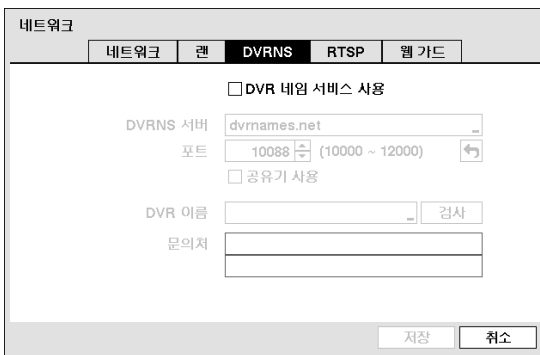 네트워크
네트워크 랜 DVRNS RTSP 웹 가드
DVR 네임 서비스 사용
DVRNS 서버 dvrnames.net
포트 10088 (10000 ~ 12000)
공유기 사용
DVR 이름 검사
문의처
저장 취소